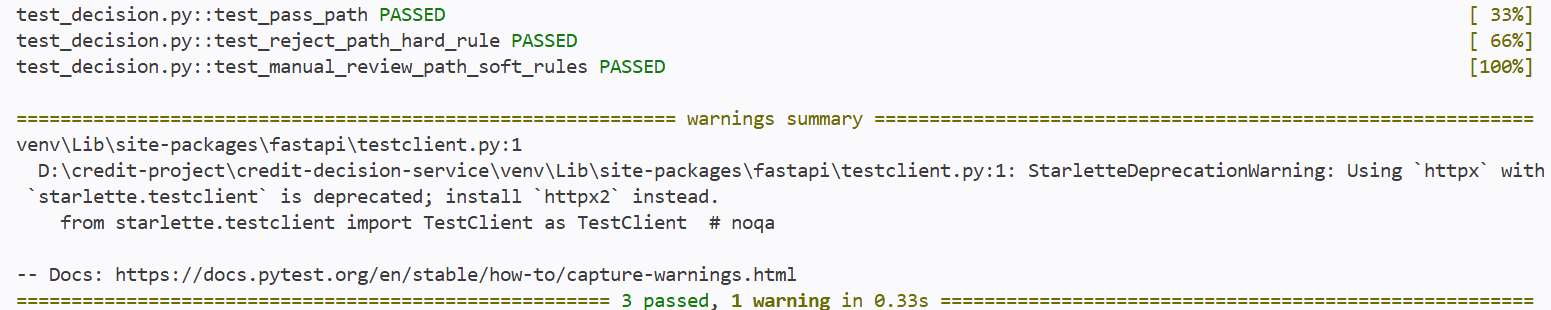 test_decision.py::test_pass_path PASSED [ 33%]
test_decision.py::test_reject_path_hard_rule PASSED [ 66%]
test_decision.py::test_manual_review_path_soft_rules PASSED [100%]
============================================================ warnings summary ============================================================
venv\Lib\site-packages\fastapi\testclient.py:1
  D:\credit-project\credit-decision-service\venv\Lib\site-packages\fastapi\testclient.py:1: StarletteDeprecationWarning: Using `httpx` with
 `starlette.testclient` is deprecated; install `httpx2` instead.
    from starlette.testclient import TestClient as TestClient  # noqa
-- Docs: https://docs.pytest.org/en/stable/how-to/capture-warnings.html
====================================================== 3 passed, 1 warning in 0.33s ======================================================